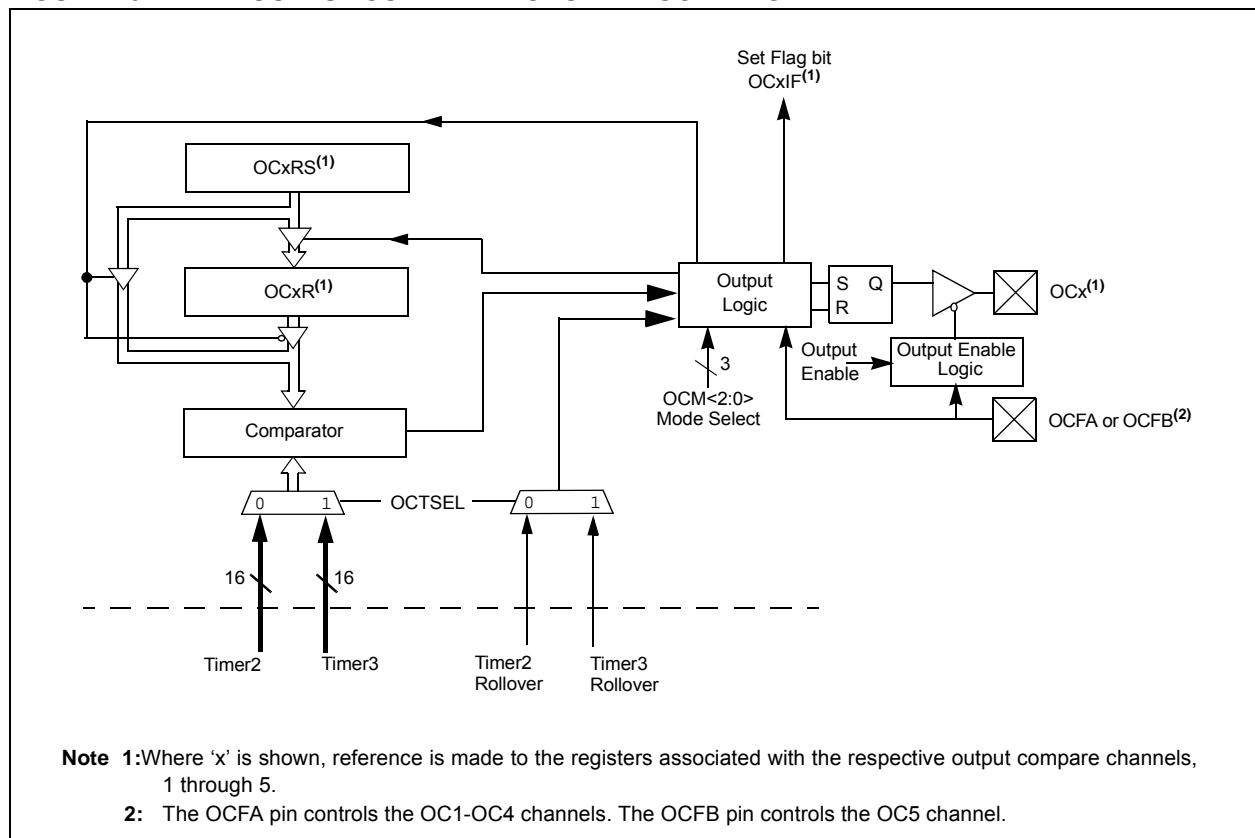 Set Flag bit
OCxIF(1)
OCxRS(1)
OCxR(1)
Output
Logic
S Q
R
OCx(1)
Output
Enable
Output Enable
Logic
3
OCM<2:0>
Mode Select
OCFA or OCFB(2)
Comparator
0 1
OCTSEL
0 1
16
16
Timer2
Timer3
Timer2
Rollover
Timer3
Rollover
Note 1:Where ‘x’ is shown, reference is made to the registers associated with the respective output compare channels,
1 through 5.
2: The OCFA pin controls the OC1-OC4 channels. The OCFB pin controls the OC5 channel.